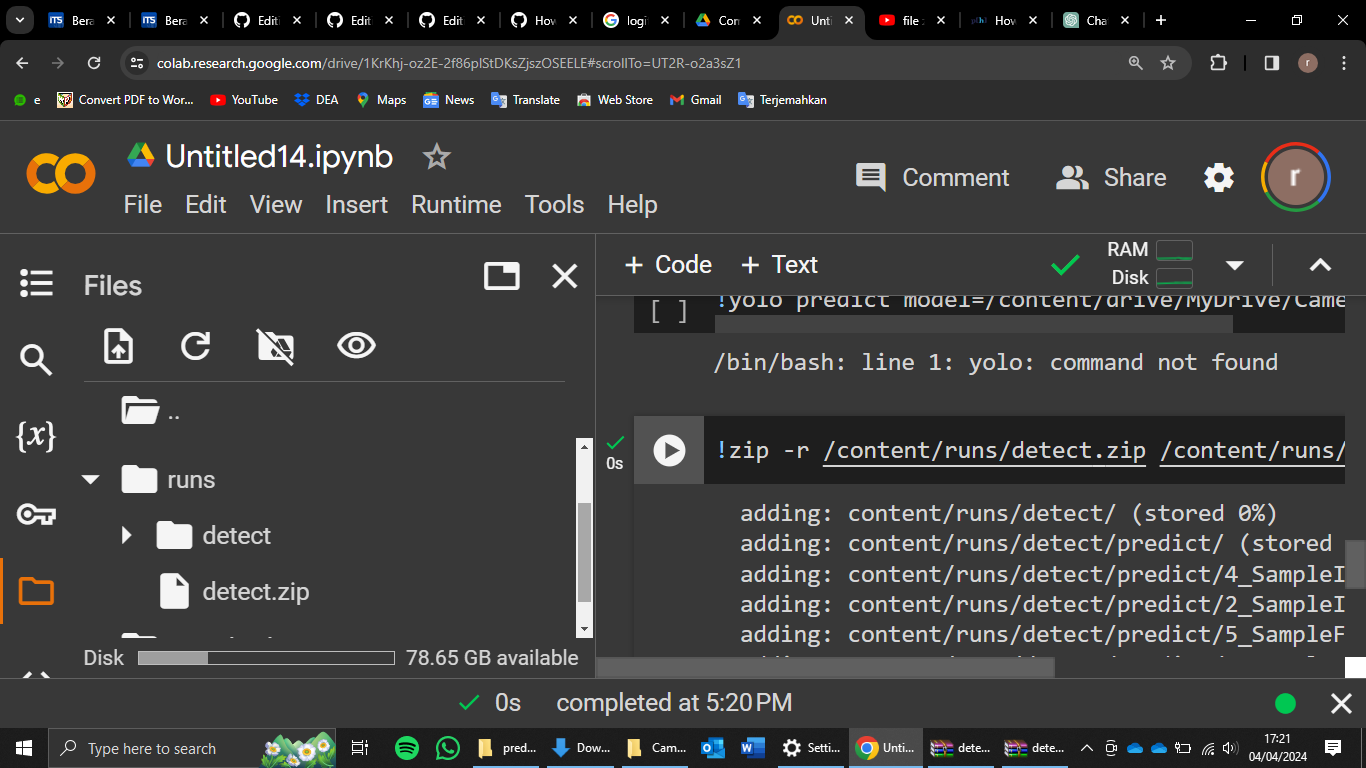 ITS Bera
ITS Bera
Edit
Edit
Edit
How
logi
Con
Unti
file
plhi How
Cha
colab.research.google.com/drive/1KrKhj-oz2E-2f86plStDKsZjszOSEELE#scrollTo=UT2R-o2a3sZ1
r
e
Convert PDF to Wor...
YouTube
DEA
Maps
News
Translate
Web Store
Gmail
Terjemahkan
Untitled14.ipynb
Comment
Share
r
File Edit View Insert Runtime Tools Help
Files
+ Code + Text
RAM
Disk
[ ] !yolo predict model=/content/drive/MyDrive/Came
/bin/bash: line 1: yolo: command not found
..
{x}
runs
detect
detect.zip
0s
!zip -r /content/runs/detect.zip /content/runs/
adding: content/runs/detect/ (stored 0%)
adding: content/runs/detect/predict/ (stored
adding: content/runs/detect/predict/4_SampleI
adding: content/runs/detect/predict/2_SampleI
adding: content/runs/detect/predict/5_SampleF
Disk 78.65 GB available
0s completed at 5:20 PM
Type here to search
pred...
Dow...
Cam...
Setti...
Unti...
dete...
dete...
17:21
04/04/2024